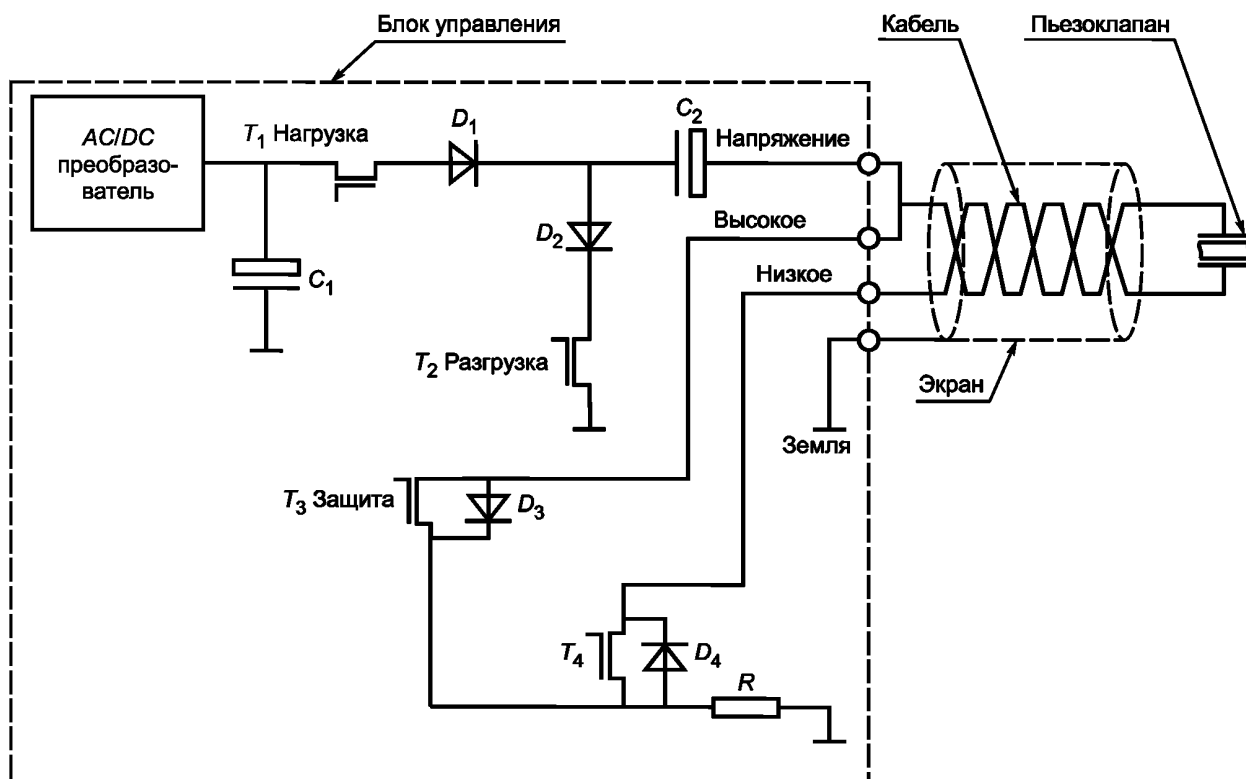 Блок управления
Кабель
Пьезоклапан
AC/DC
преобразо-
ватель
T1 Нагрузка
D1
C2
Напряжение
D2
Высокое
C1
Низкое
T2 Разгрузка
Экран
Земля
T3 Защита
D3
T4
D4
R